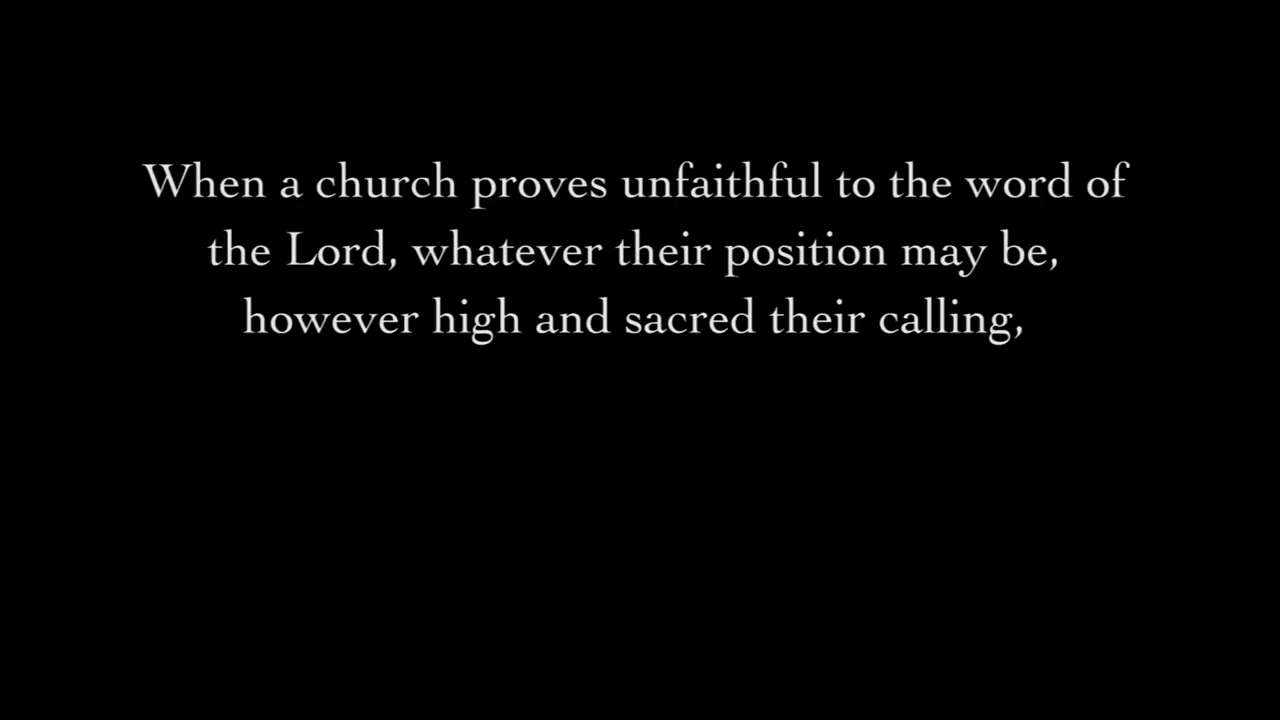 When a church proves unfaithful to the word of
the Lord, whatever their position may be,
however high and sacred their calling,